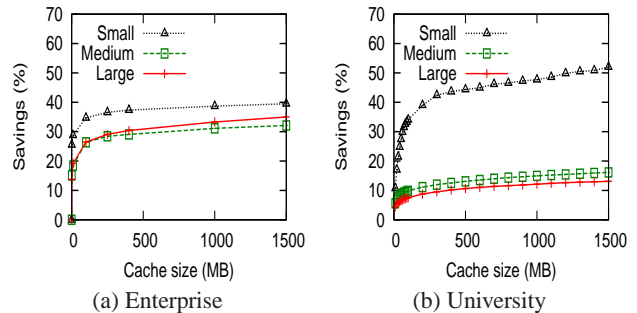 70
60
50
40
30
20
10
0
Savings (%)
Small
Medium
Large
0
500
1000
1500
Cache size (MB)
(a) Enterprise
70
60
50
40
30
20
10
0
Savings (%)
Small
Medium
Large
0
500
1000
1500
Cache size (MB)
(b) University